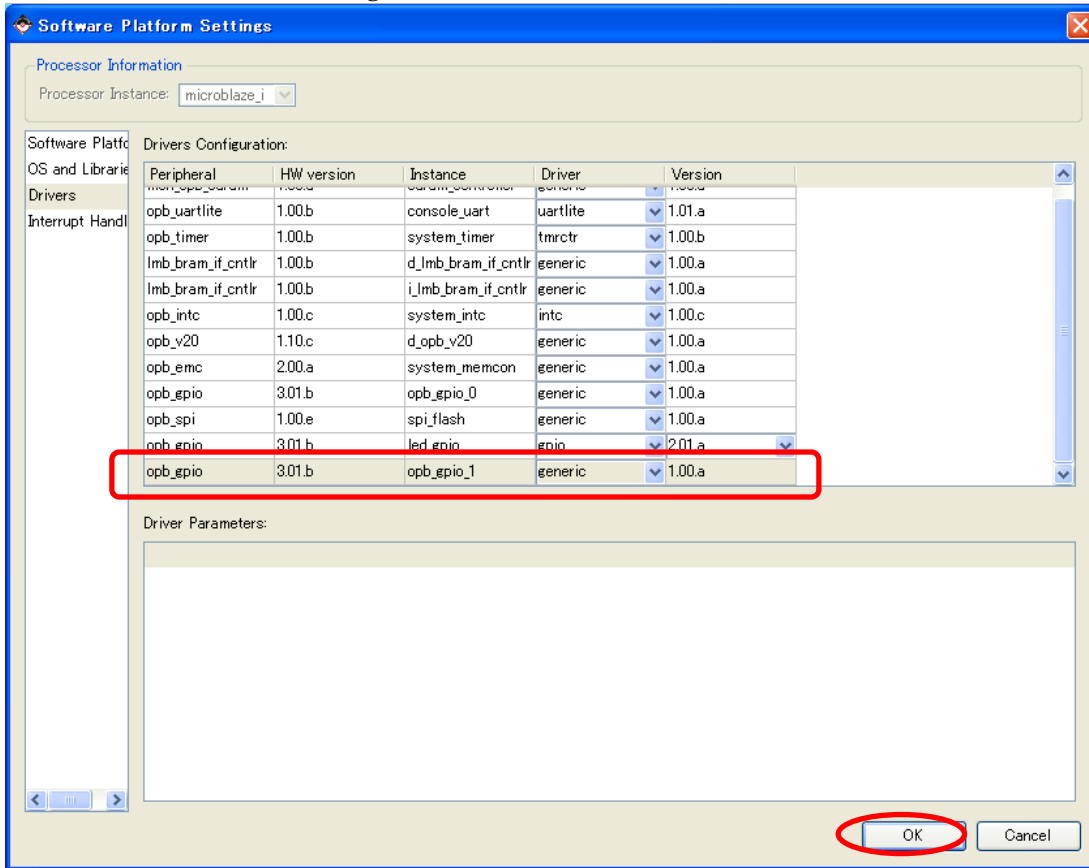 Software Platform Settings
Processor Information
Processor Instance: microblaze_i
Software Platfo
OS and Librarie
Drivers
Interrupt Handl
Drivers Configuration:
Peripheral HW version Instance Driver Version
opb_uartlite 1.00.b console_uart uartlite 1.01.a
opb_timer 1.00.b system_timer tmrctr 1.00.b
lmb_bram_if_cntlr 1.00.b d_lmb_bram_if_cntlr generic 1.00.a
lmb_bram_if_cntlr 1.00.b i_lmb_bram_if_cntlr generic 1.00.a
opb_intc 1.00.c system_intc intc 1.00.c
opb_v20 1.10.c d_opb_v20 generic 1.00.a
opb_emc 2.00.a system_memcon generic 1.00.a
opb_gpio 3.01.b opb_gpio_0 generic 1.00.a
opb_spi 1.00.e spi_flash generic 1.00.a
opb_gpio 3.01.b led_gpio gpio 2.01.a
opb_gpio 3.01.b opb_gpio_1 generic 1.00.a
Driver Parameters:
OK Cancel